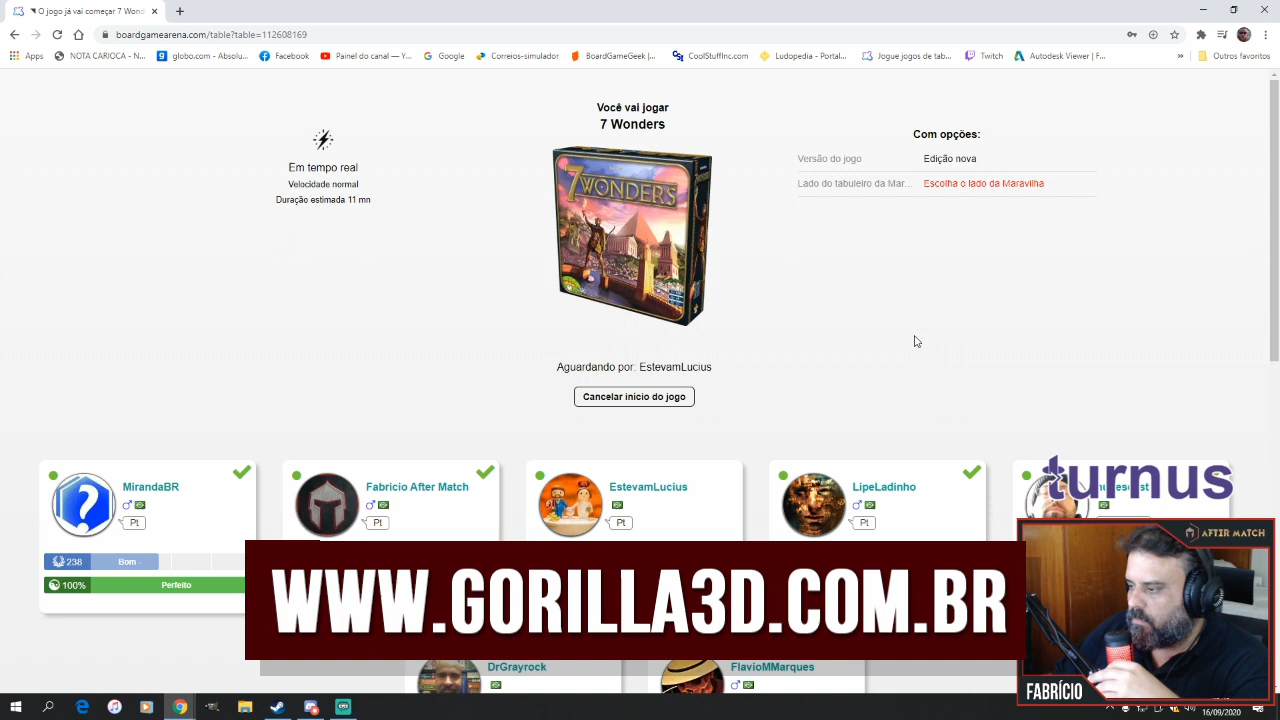 O jogo já vai começar 7 Wond
boardgamearena.com/table?table=112608169
Apps
NOTA CARIOCA - N...
globo.com - Absolu...
Facebook
Painel do canal — Y...
Google
Correios-simulador
BoardGameGeek |...
CoolStuffInc.com
Ludopedia - Portal...
Jogue jogos de tab...
Twitch
Autodesk Viewer | F...
»
Outros favoritos
Você vai jogar
7 Wonders
Em tempo real
Velocidade normal
Duração estimada 11 mn
7 WONDERS
Com opções:
Versão do jogo
Edição nova
Lado do tabuleiro da Mar...
Escolha o lado da Maravilha
Aguardando por: EstevamLucius
Cancelar início do jogo
MirandaBR
Pt
238
Bom
100%
Perfeito
Fabricio After Match
Pt
EstevamLucius
Pt
LipeLadinho
Pt
turnus
WWW.GORILLA3D.COM.BR
AFTER MATCH
FABRÍCIO
DrGrayrock
FlavioMMarques
16/09/2020